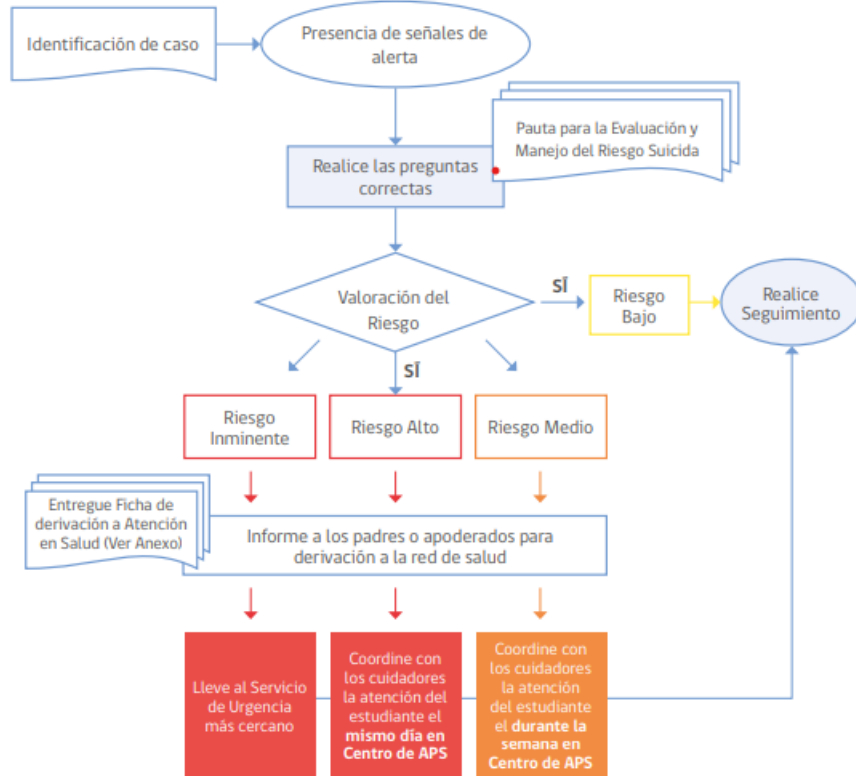 Identificación de caso
Presencia de señales de
alerta
Pauta para la Evaluación y
Manejo del Riesgo Suicida
Realice las preguntas
correctas
Valoración del
Riesgo
SÍ
Riesgo
Bajo
Realice
Seguimiento
SÍ
Riesgo
Inminente
Riesgo Alto
Riesgo Medio
Entregue Ficha de
derivación a Atención
en Salud (Ver Anexo)
Informe a los padres o apoderados para
derivación a la red de salud
Lleve al Servicio
de Urgencia
más cercano
Coordine con
los cuidadores
la atención del
estudiante el
mismo día en
Centro de APS
Coordine con
los cuidadores
la atención
del estudiante
el durante la
semana en
Centro de APS